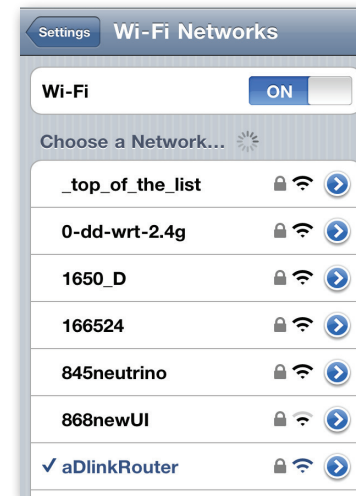 Settings Wi-Fi Networks
Wi-Fi ON
Choose a Network...
_top_of_the_list
0-dd-wrt-2.4g
1650_D
166524
845neutrino
868newUI
aDlinkRouter